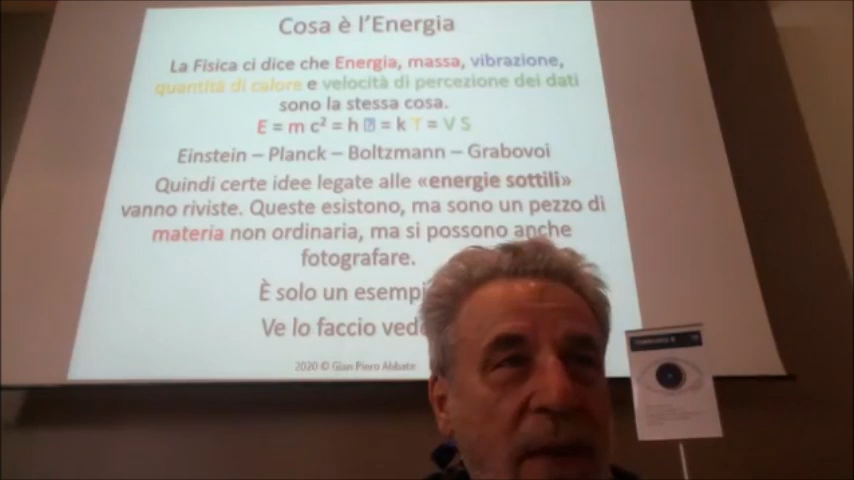 Cosa è l'Energia
La Fisica ci dice che Energia, massa, vibrazione,
quantità di calore e velocità di percezione dei dati
sono la stessa cosa.
E = m c² = h 🯄 = k T = V S
Einstein – Planck – Boltzmann – Grabovoi
Quindi certe idee legate alle «energie sottili»
vanno riviste. Queste esistono, ma sono un pezzo di
materia non ordinaria, ma si possono anche
fotografare.
È solo un esempi
Ve lo faccio ved
2020 © Gian Piero Abbate